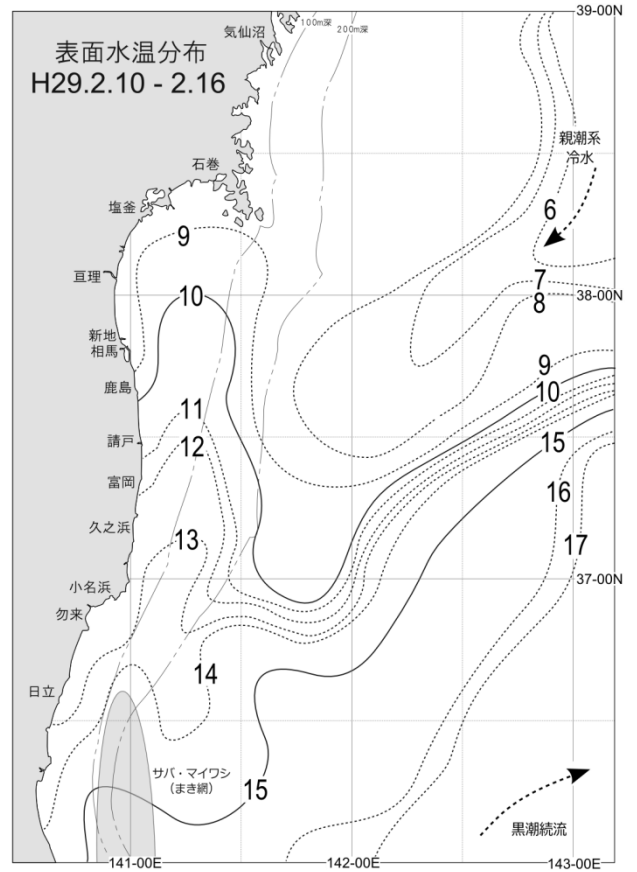 39-00N
表面水温分布
H29.2.10 - 2.16
気仙沼
100m深
200m深
石巻
塩釜
亘理
新地
相馬
鹿島
請戸
富岡
久之浜
小名浜
勿来
日立
親潮系
冷水
6
7
8
38-00N
9
10
9
10
15
11
12
16
13
17
37-00N
14
サバ・マイワシ
(まき網)
15
黒潮続流
141-00E
142-00E
143-00E